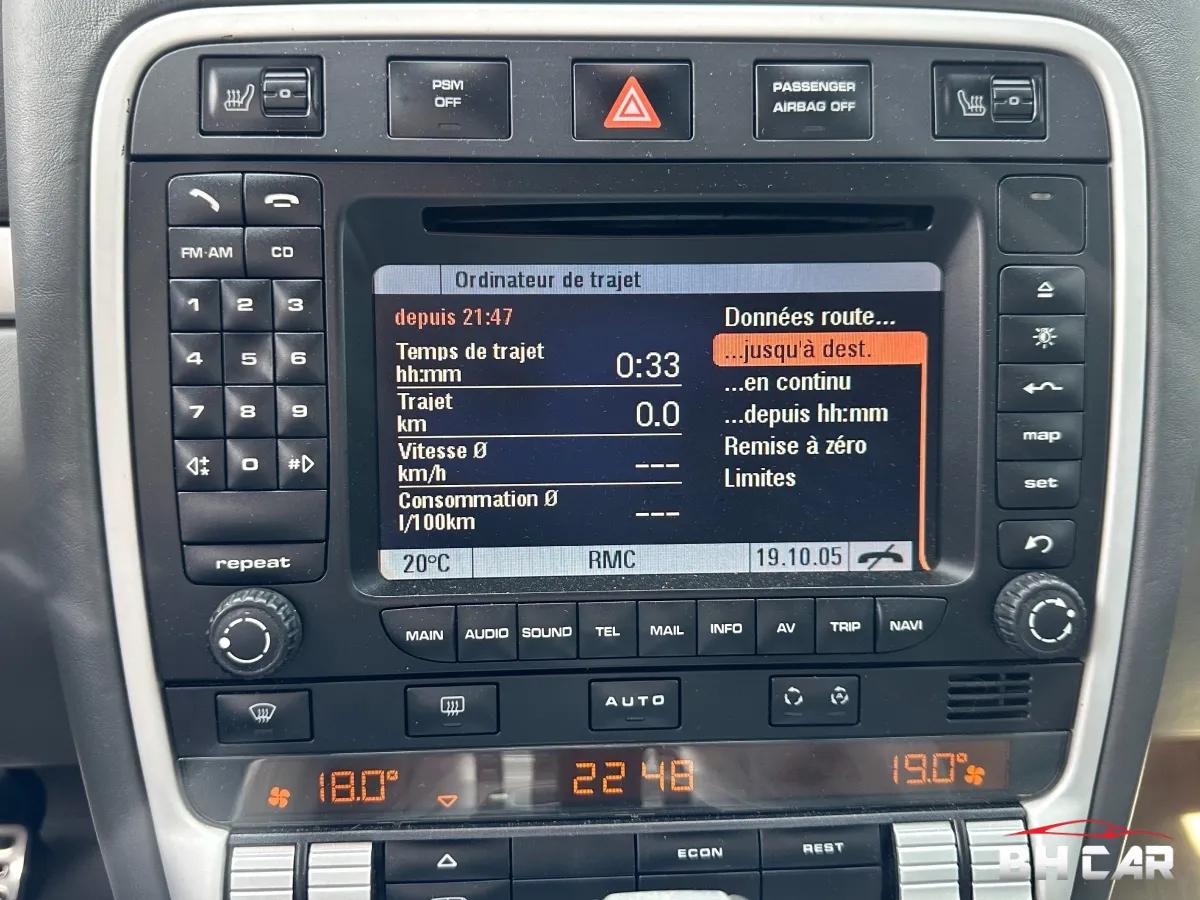 PSM
OFF
PASSENGER
AIRBAG OFF
FM·AM CD
1 2 3
4 5 6
7 8 9
0 #
repeat
Ordinateur de trajet
depuis 21:47
Temps de trajet
hh:mm 0:33
Trajet
km 0.0
Vitesse Ø
km/h ---
Consommation Ø
l/100km ---
Données route...
...jusqu'à dest.
...en continu
...depuis hh:mm
Remise à zéro
Limites
20°C RMC 19.10.05
map
set
MAIN AUDIO SOUND TEL MAIL INFO AV TRIP NAVI
AUTO
18.0° 22 48 19.0°
ECON REST
BH CAR